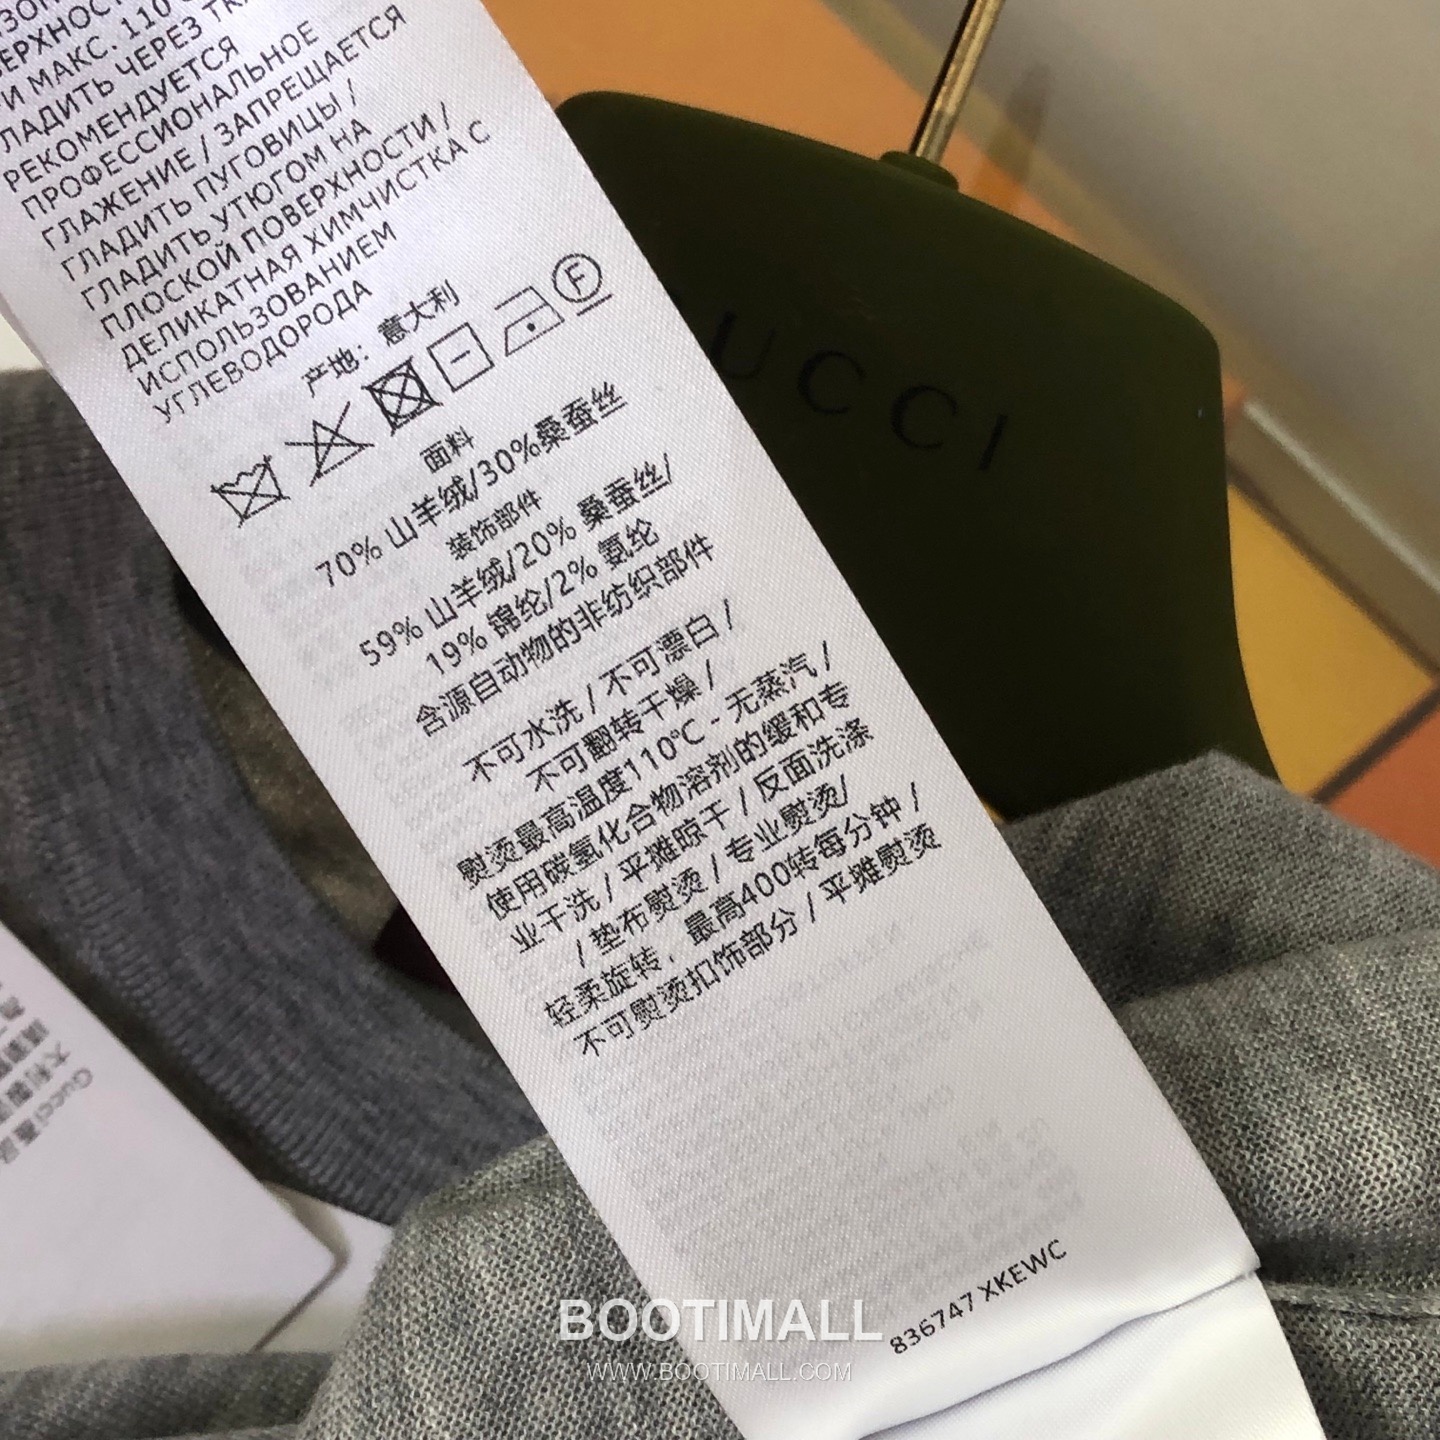 И МАКС. 110
ЛАДИТЬ ЧЕРЕЗ
РЕКОМЕНДУЕТСЯ
ПРОФЕССИОНАЛЬНОЕ
ГЛАЖЕНИЕ / ЗАПРЕЩАЕТСЯ
ГЛАДИТЬ ПУГОВИЦЫ /
ГЛАДИТЬ УТЮГОМ НА
ПЛОСКОЙ ПОВЕРХНОСТИ /
ДЕЛИКАТНАЯ ХИМЧИСТКА С
ИСПОЛЬЗОВАНИЕМ
УГЛЕВОДОРОДА
产地：意大利
F
面料
70% 山羊绒/30%桑蚕丝
装饰部件
59% 山羊绒/20% 桑蚕丝/
19% 锦纶/2% 氨纶
含源自动物的非纺织部件
不可水洗 / 不可漂白 /
不可翻转干燥 /
熨烫最高温度110℃ - 无蒸汽 /
使用碳氢化合物溶剂的缓和专
业干洗 / 平摊晾干 / 反面洗涤
/ 垫布熨烫 / 专业熨烫/
轻柔旋转，最高400转每分钟 /
不可熨烫扣饰部分 / 平摊熨烫
836747 XKEWC
UCCI
BOOTIMALL
WWW.BOOTIMALL.COM